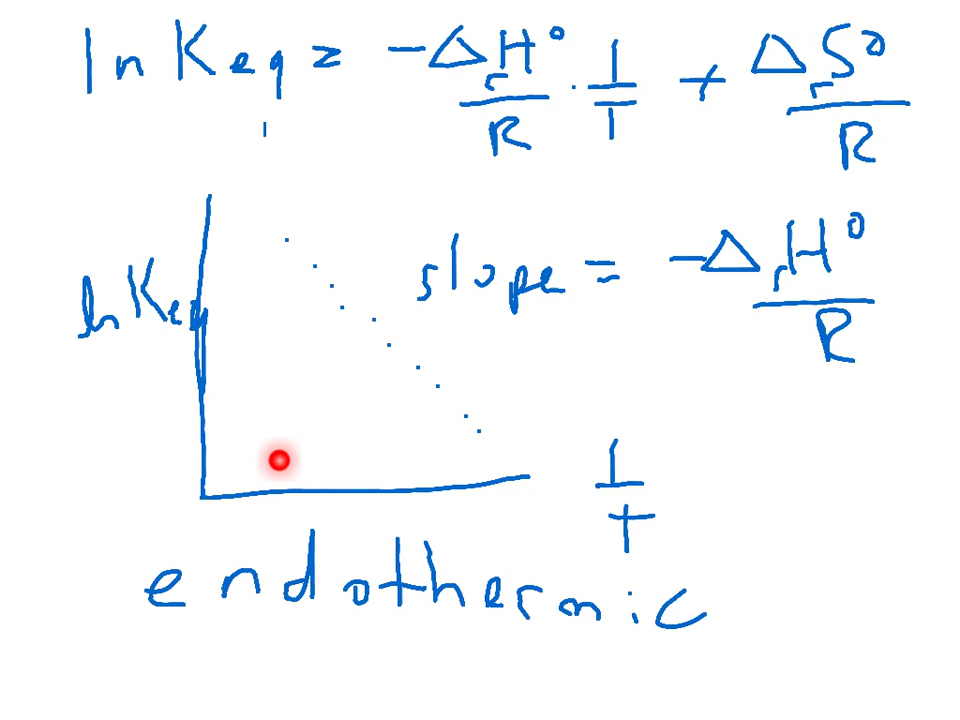 ln Keq = -ΔrH°/R · 1/T + ΔrS°/R
ln Keq
slope = -ΔrH°/R
1/T
endothermic